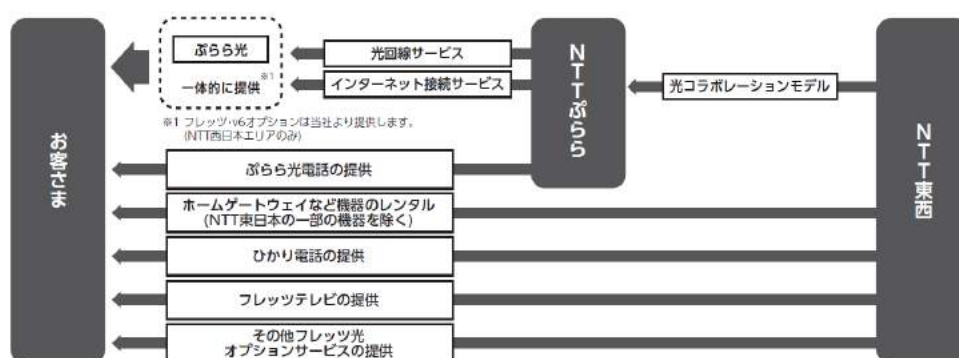 お客さま
ぷらら光
一体的に提供※1
光回線サービス
インターネット接続サービス
NTTぷらら
光コラボレーションモデル
NTT東西
※1 フレッツ・v6オプションは当社より提供します。
(NTT西日本エリアのみ)
ぷらら光電話の提供
ホームゲートウェイなど機器のレンタル
(NTT東日本の一部の機器を除く)
ひかり電話の提供
フレッツテレビの提供
その他フレッツ光
オプションサービスの提供